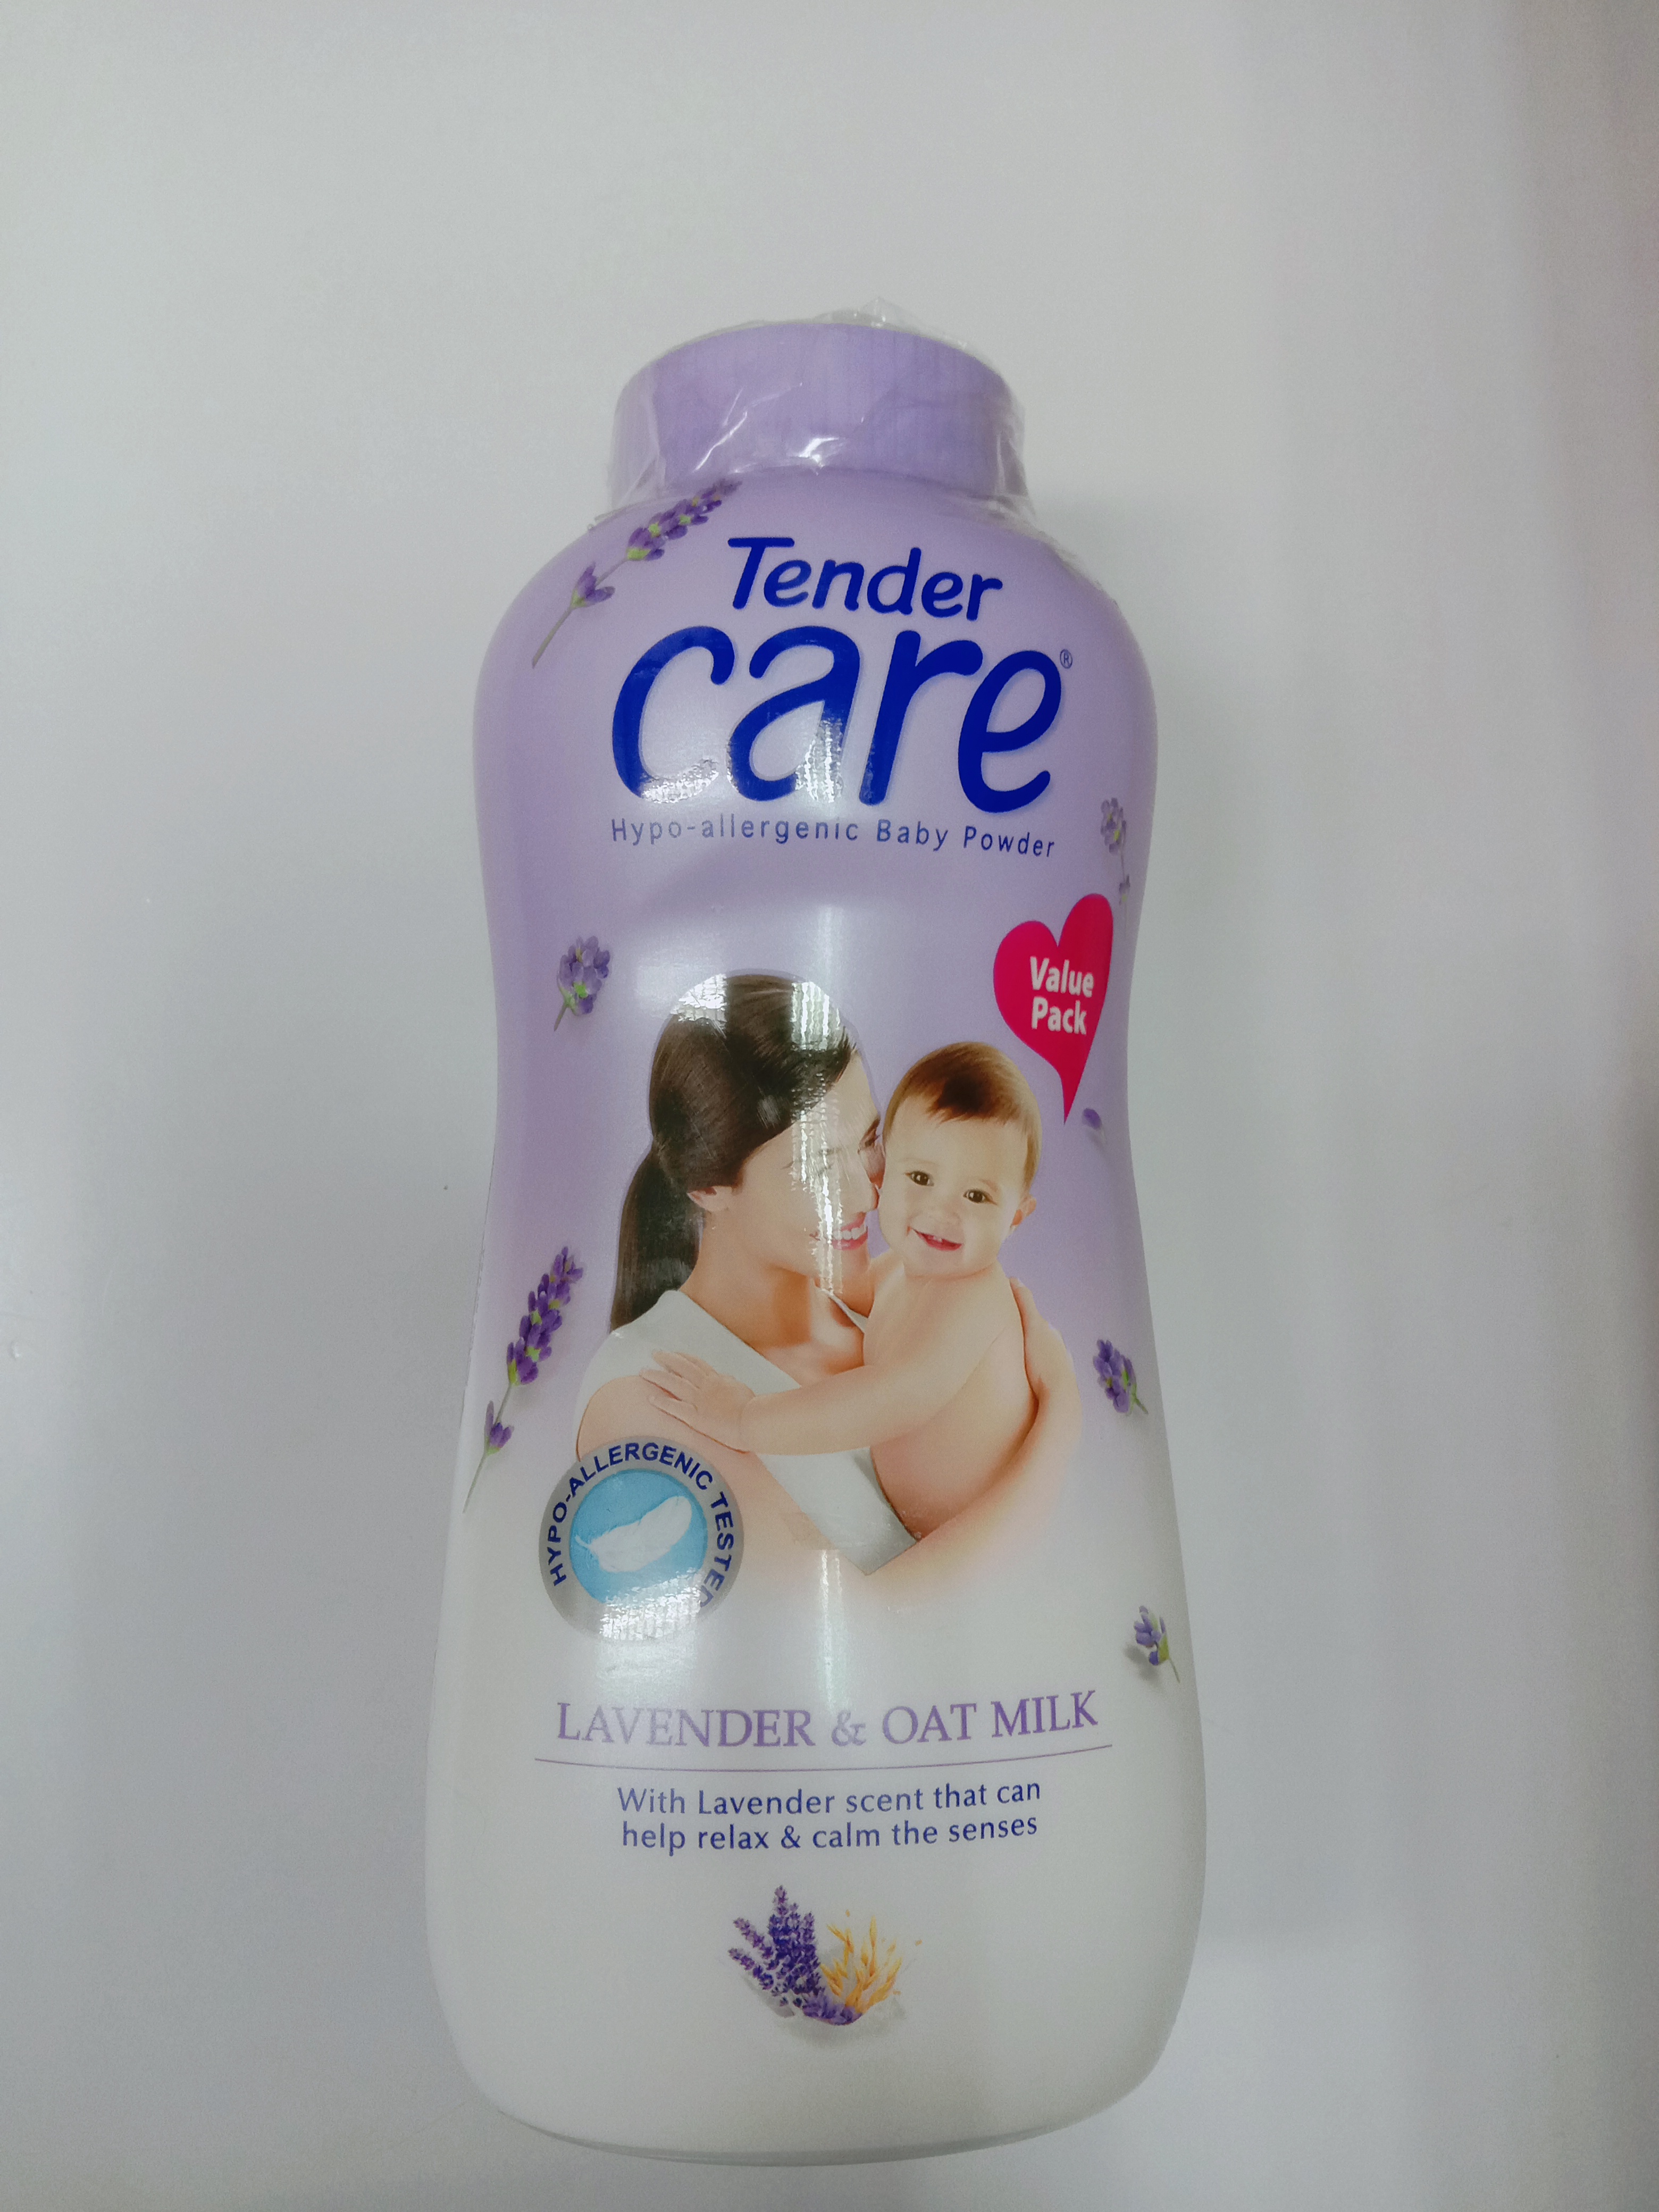 Tender
care®
Hypo-allergenic Baby Powder
Value
Pack
HYPO-ALLERGENIC TESTED
LAVENDER & OAT MILK
With Lavender scent that can
help relax & calm the senses